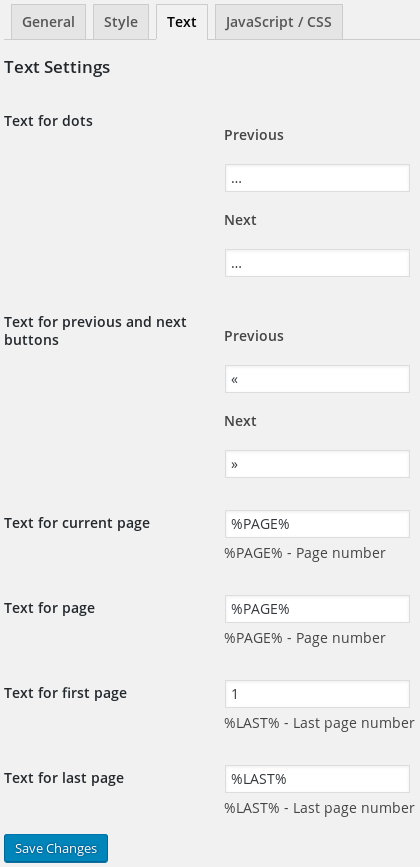 General Style Text JavaScript / CSS
Text Settings
Text for dots
Previous
...
Next
...
Text for previous and next
buttons
Previous
«
Next
»
Text for current page
%PAGE%
%PAGE% - Page number
Text for page
%PAGE%
%PAGE% - Page number
Text for first page
1
%LAST% - Last page number
Text for last page
%LAST%
%LAST% - Last page number
Save Changes